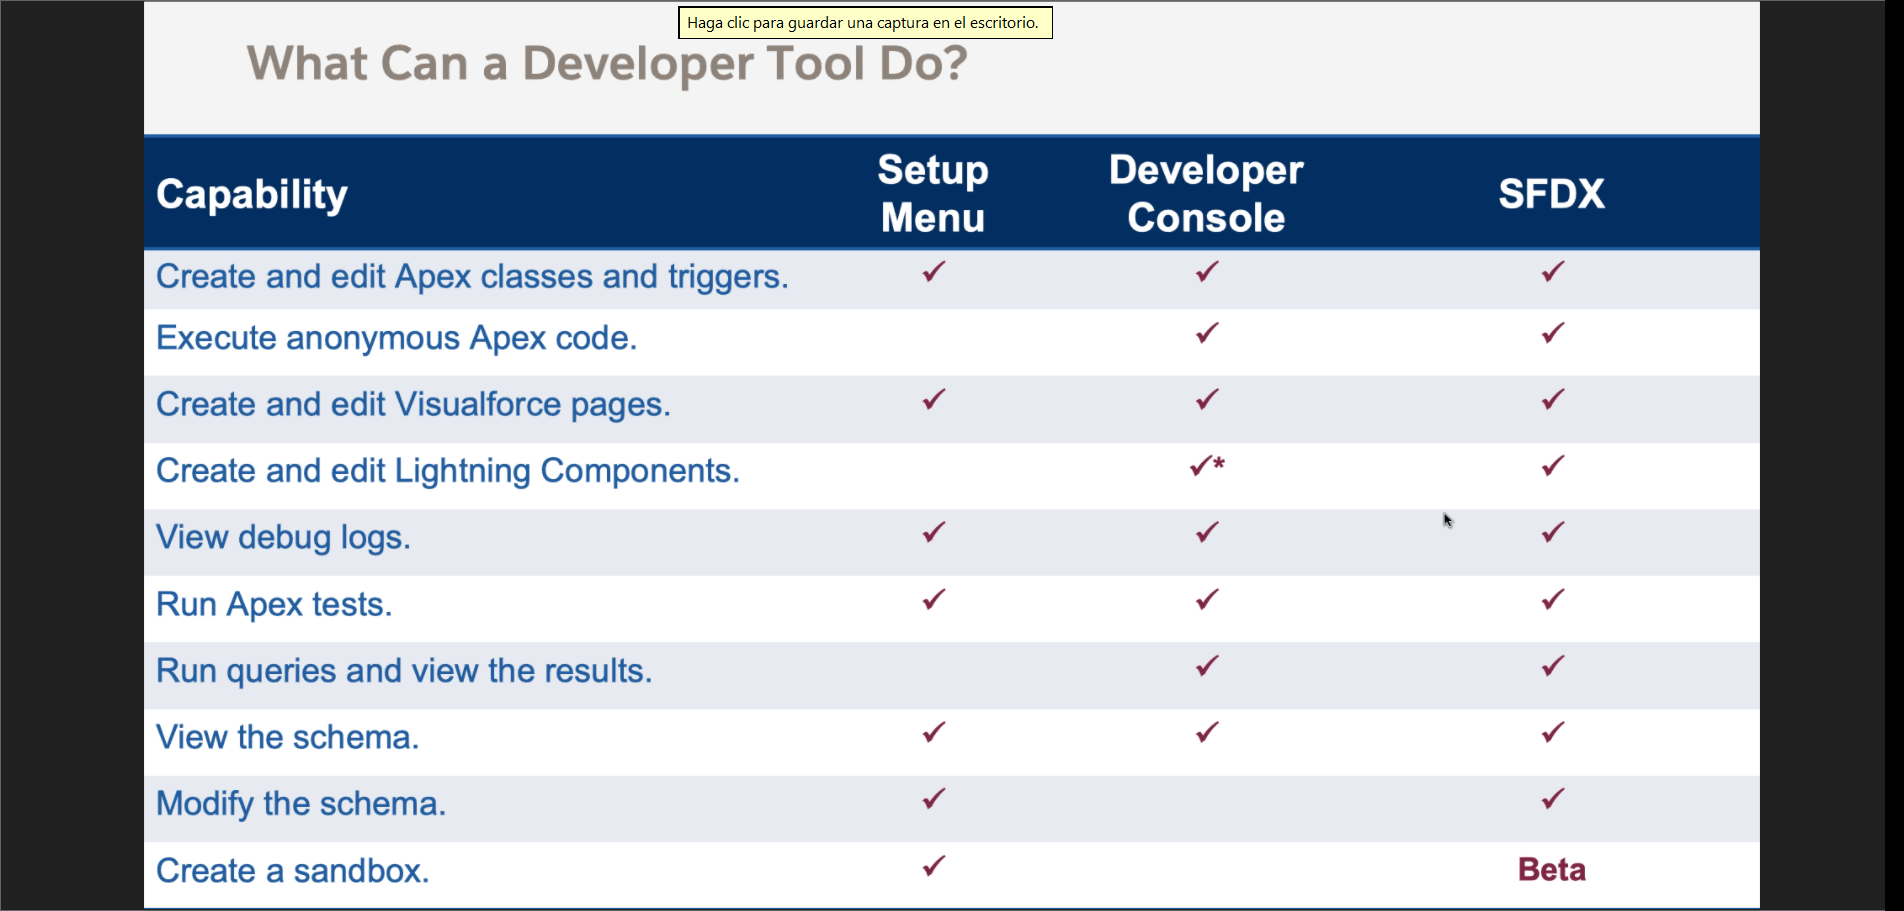 Haga clic para guardar una captura en el escritorio.
What Can a Developer Tool Do?
Capability Setup Menu Developer Console SFDX
Create and edit Apex classes and triggers. ✓ ✓ ✓
Execute anonymous Apex code. ✓ ✓
Create and edit Visualforce pages. ✓ ✓ ✓
Create and edit Lightning Components. ✓* ✓
View debug logs. ✓ ✓ ✓
Run Apex tests. ✓ ✓ ✓
Run queries and view the results. ✓ ✓
View the schema. ✓ ✓ ✓
Modify the schema. ✓ ✓
Create a sandbox. ✓ Beta